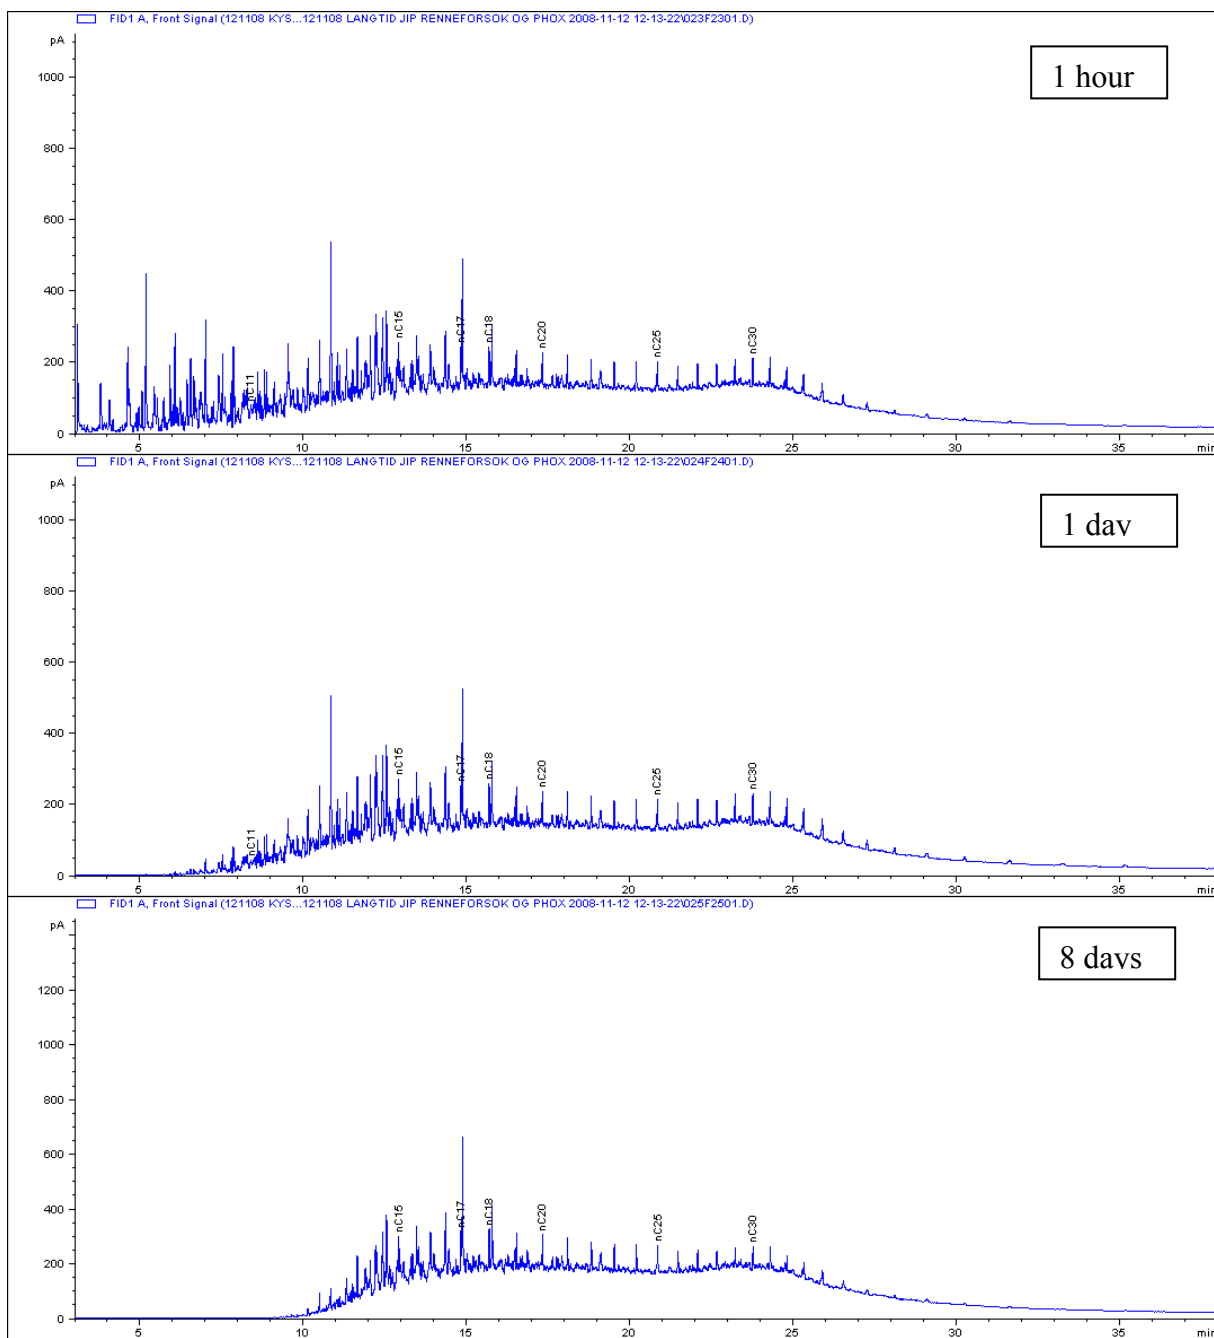 FID1 A, Front Signal (121108 KYS...121108 LANGTID JIP RENNEFORSOK OG PHOX 2008-11-12 12-13-22\023F2301.D)
pA
1 hour
1000
800
600
400
200
0
nC11
nC15
nC17
nC18
nC20
nC25
nC30
5 10 15 20 25 30 35 min
FID1 A, Front Signal (121108 KYS...121108 LANGTID JIP RENNEFORSOK OG PHOX 2008-11-12 12-13-22\024F2401.D)
pA
1 day
1000
800
600
400
200
0
nC11
nC15
nC17
nC18
nC20
nC25
nC30
5 10 15 20 25 30 35 min
FID1 A, Front Signal (121108 KYS...121108 LANGTID JIP RENNEFORSOK OG PHOX 2008-11-12 12-13-22\025F2501.D)
pA
8 days
1200
1000
800
600
400
200
0
nC15
nC17
nC18
nC20
nC25
nC30
5 10 15 20 25 30 35 min